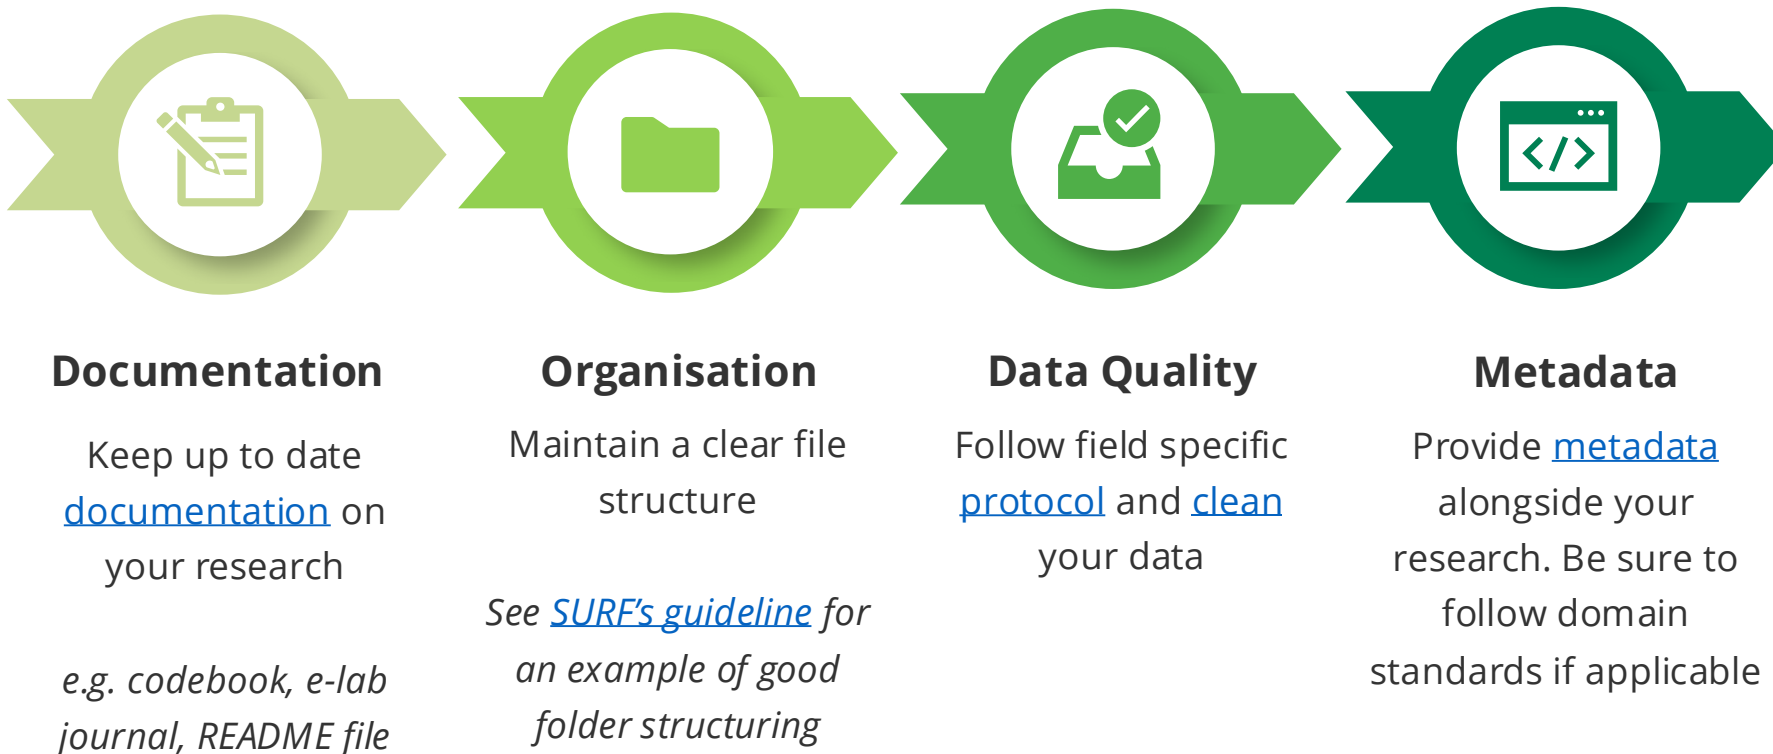 Documentation
Keep up to date
documentation on
your research
e.g. codebook, e-lab
journal, README file
Organisation
Maintain a clear file
structure
See SURF's guideline for
an example of good
folder structuring
Data Quality
Follow field specific
protocol and clean
your data
Metadata
Provide metadata
alongside your
research. Be sure to
follow domain
standards if applicable